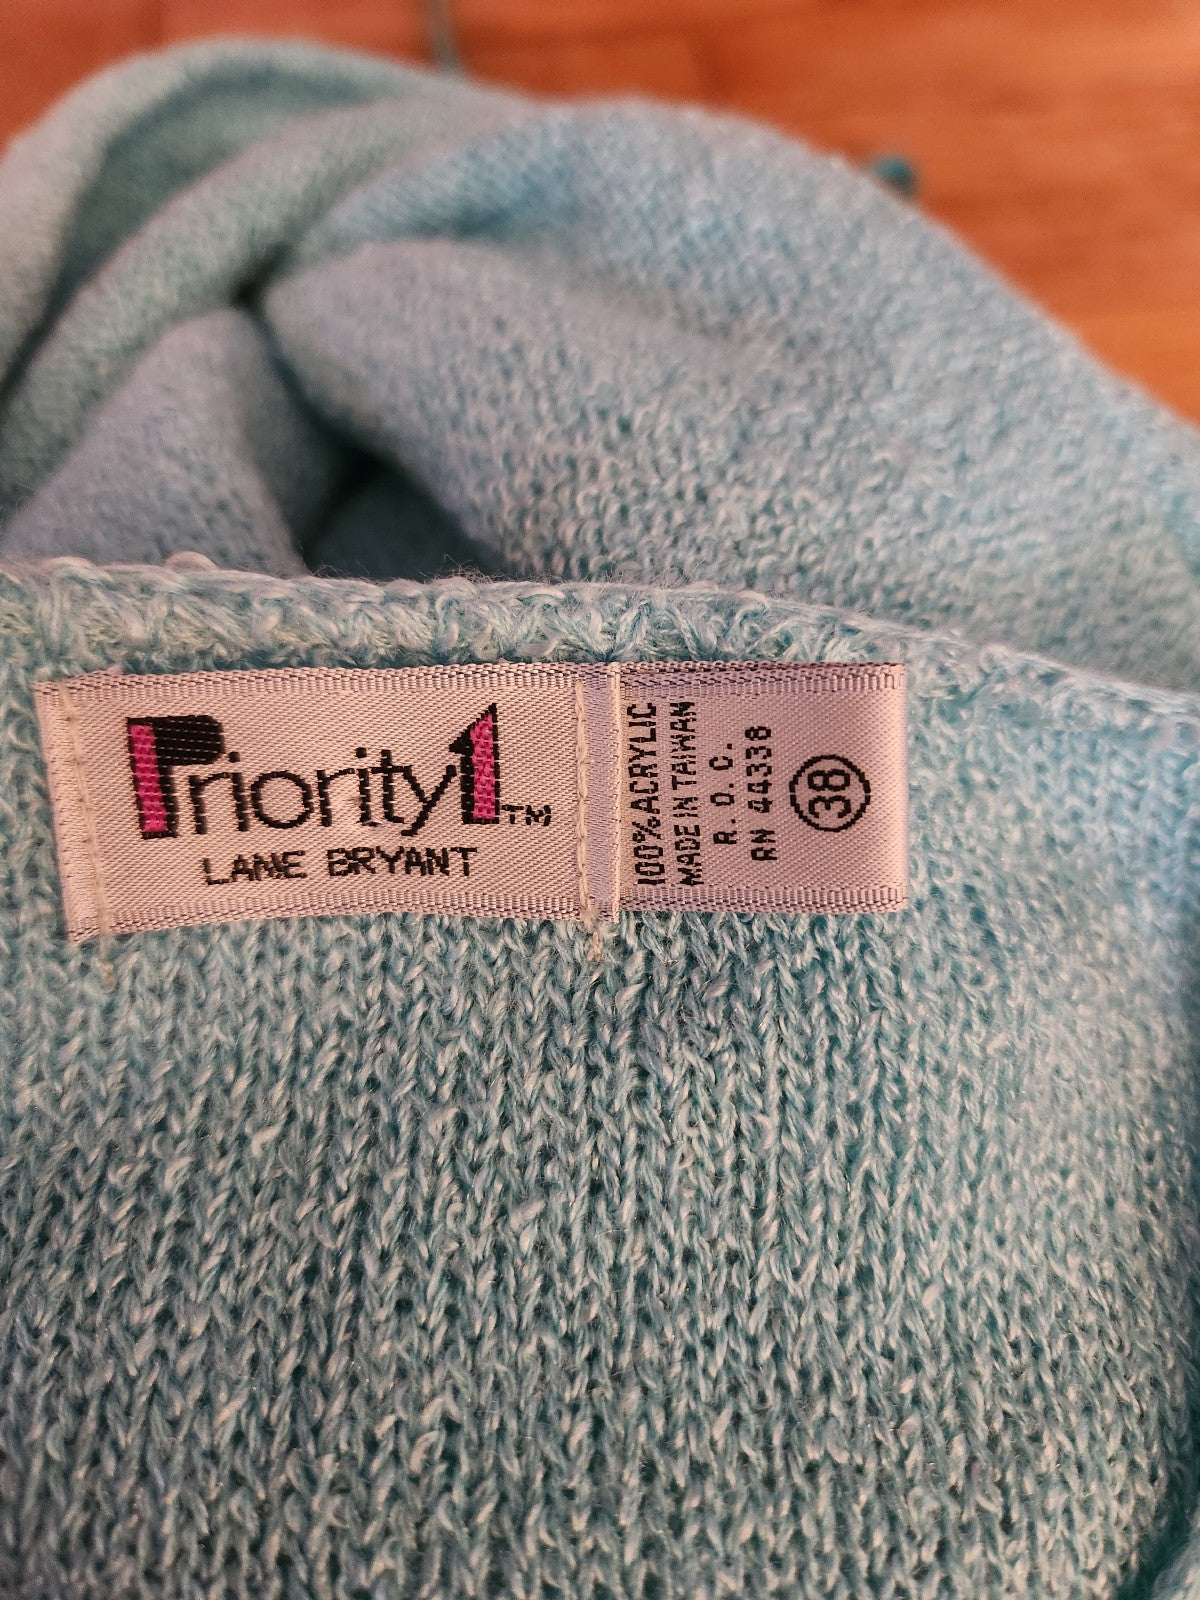 Priority1™
LANE BRYANT
100% ACRYLIC
MADE IN TAIWAN
R. O. C.
RN 44338
38